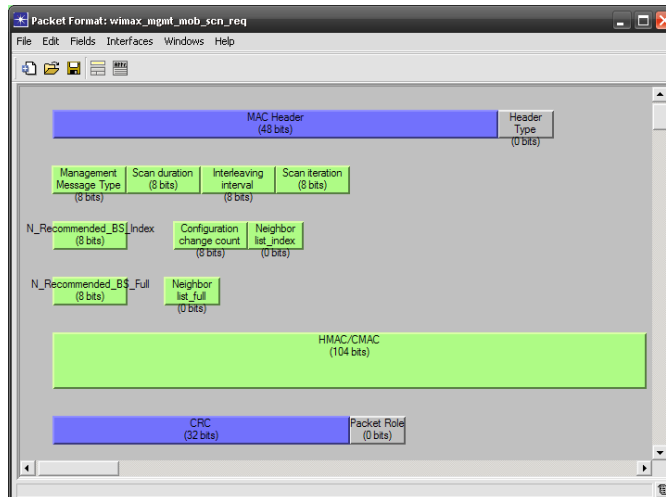 Packet Format: wimax_mgmt_mob_scn_req
File Edit Fields Interfaces Windows Help
MAC Header
(48 bits)
Header
Type
(0 bits)
Management
Message Type
(8 bits)
Scan duration
(8 bits)
Interleaving
interval
(8 bits)
Scan iteration
(8 bits)
N_Recommended_BS_Index
(8 bits)
Configuration
change count
(8 bits)
Neighbor
list_index
(0 bits)
N_Recommended_BS_Full
(8 bits)
Neighbor
list_full
(0 bits)
HMAC/CMAC
(104 bits)
CRC
(32 bits)
Packet Role
(0 bits)